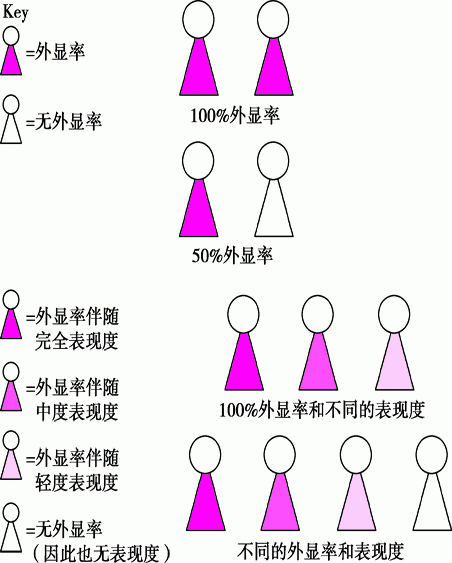 Key
=外显率
=无外显率
100%外显率
50%外显率
=外显率伴随
完全表现度
=外显率伴随
中度表现度
=外显率伴随
轻度表现度
=无外显率
(因此也无表现度)
100%外显率和不同的表现度
不同的外显率和表现度